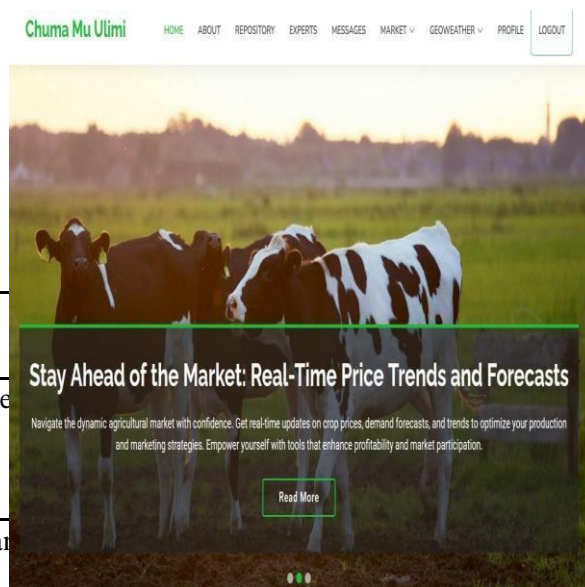 Chuma Mu Ulimi HOME ABOUT REPOSITORY EXPERTS MESSAGES MARKET GEOWEATHER PROFILE LOGOUT
Stay Ahead of the Market: Real-Time Price Trends and Forecasts
Navigate the dynamic agricultural market with confidence. Get real-time updates on crop prices, demand forecasts, and trends to optimize your production
and marketing strategies. Empower yourself with tools that enhance profitability and market participation.
Read More